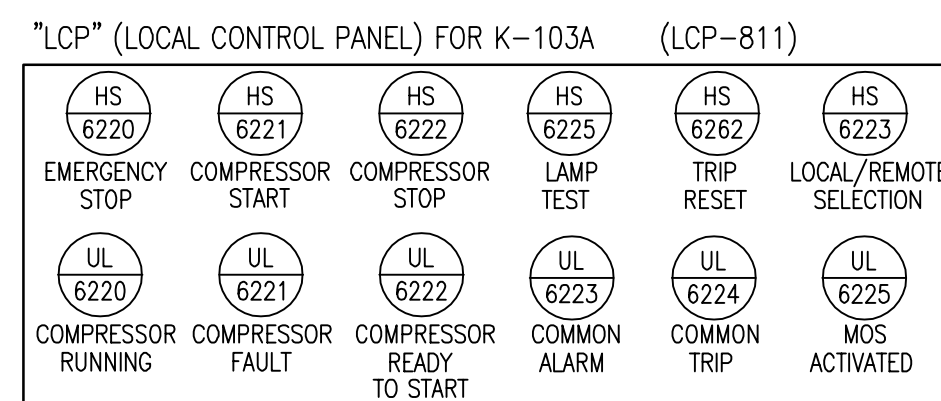 "LCP" (LOCAL CONTROL PANEL) FOR K-103A (LCP-811)
HS HS HS HS HS HS
6220 6221 6222 6225 6262 6223
EMERGENCY COMPRESSOR COMPRESSOR LAMP TRIP LOCAL/REMOTE
STOP START STOP TEST RESET SELECTION
UL UL UL UL UL UL
6220 6221 6222 6223 6224 6225
COMPRESSOR COMPRESSOR COMPRESSOR COMMON COMMON MOS
RUNNING FAULT READY ALARM TRIP ACTIVATED
TO START